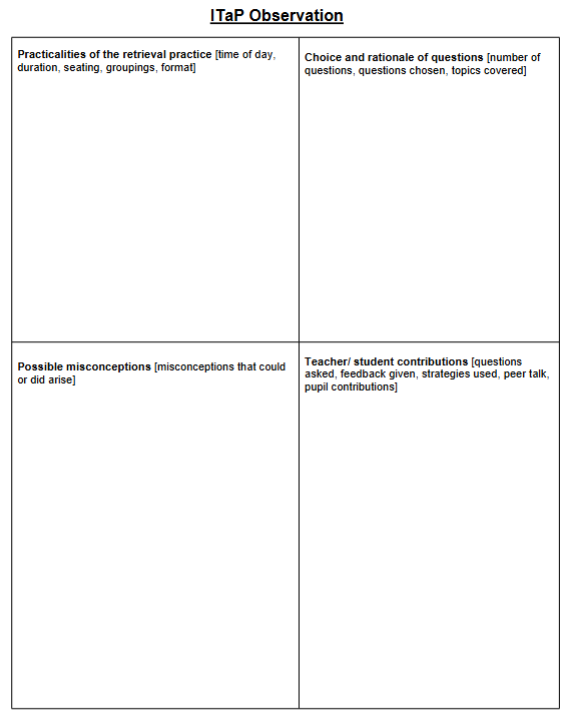 ITaP Observation
Practicalities of the retrieval practice [time of day,
duration, seating, groupings, format]
Choice and rationale of questions [number of
questions, questions chosen, topics covered]
Possible misconceptions [misconceptions that could
or did arise]
Teacher/ student contributions [questions
asked, feedback given, strategies used, peer talk,
pupil contributions]